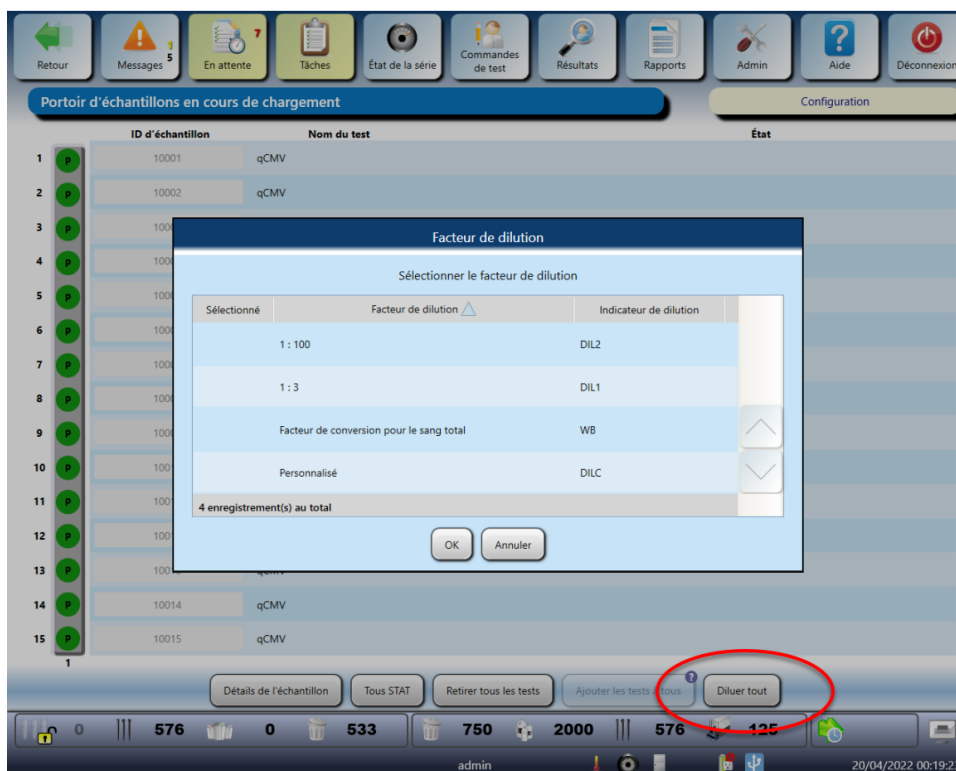 Retour
Messages
1
5
En attente
7
Tâches
État de la série
Commandes
de test
Résultats
Rapports
Admin
?
Aide
Déconnexion
Portoir d'échantillons en cours de chargement
Configuration
ID d'échantillon Nom du test État
1 P 10001 qCMV
2 P 10002 qCMV
3 P
4 P
5 P
6 P
7 P
8 P
9 P
10 P
11 P
12 P
13 P
14 P 10014 qCMV
15 P 10015 qCMV
1
Facteur de dilution
Sélectionner le facteur de dilution
Sélectionné Facteur de dilution Indicateur de dilution
1 : 100 DIL2
1 : 3 DIL1
Facteur de conversion pour le sang total WB
Personnalisé DILC
4 enregistrement(s) au total
OK Annuler
Détails de l'échantillon Tous STAT Retirer tous les tests Ajouter les tests à tous ? Diluer tout
0 576 0 533 750 2000 576 125
admin 20/04/2022 00:19:2